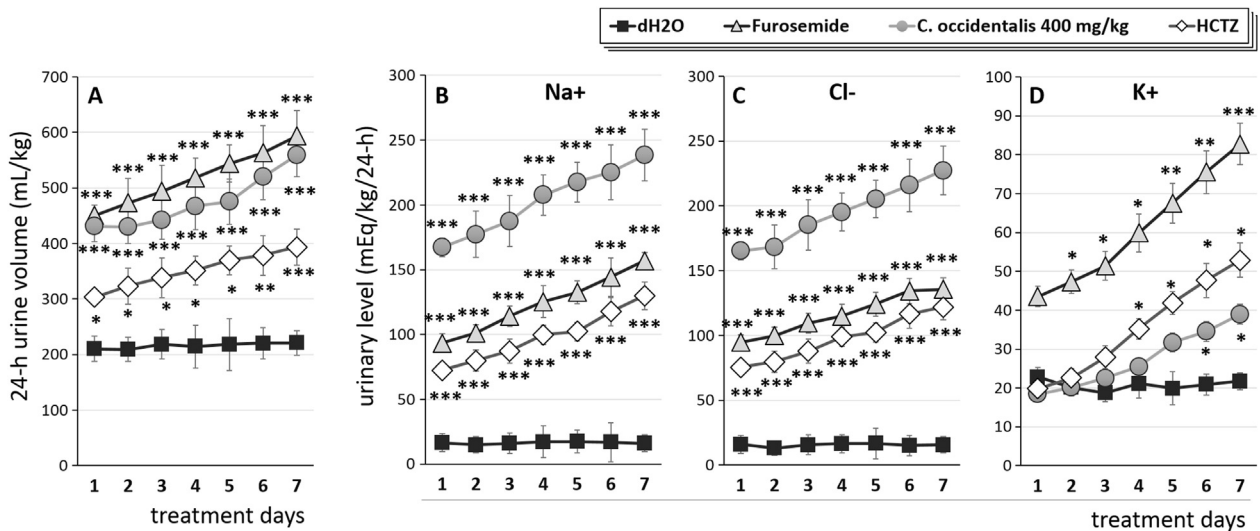 dH2O Furosemide C. occidentalis 400 mg/kg HCTZ
A
24-h urine volume (mL/kg)
700
600
500
400
300
200
100
0
*** *** *** *** *** *** ***
*** *** *** *** *** *** ***
* * * * * ** ***
1 2 3 4 5 6 7
treatment days
B Na+
urinary level (mEq/kg/24-h)
300
250
200
150
100
50
0
*** *** *** *** *** *** ***
*** *** *** *** *** *** ***
*** *** *** *** *** *** ***
1 2 3 4 5 6 7
C Cl-
300
250
200
150
100
50
0
*** *** *** *** *** *** ***
*** *** *** *** *** *** ***
*** *** *** *** *** *** ***
1 2 3 4 5 6 7
D K+
100
90
80
70
60
50
40
30
20
10
0
* * * ** ** ***
* * * *
* *
1 2 3 4 5 6 7
treatment days